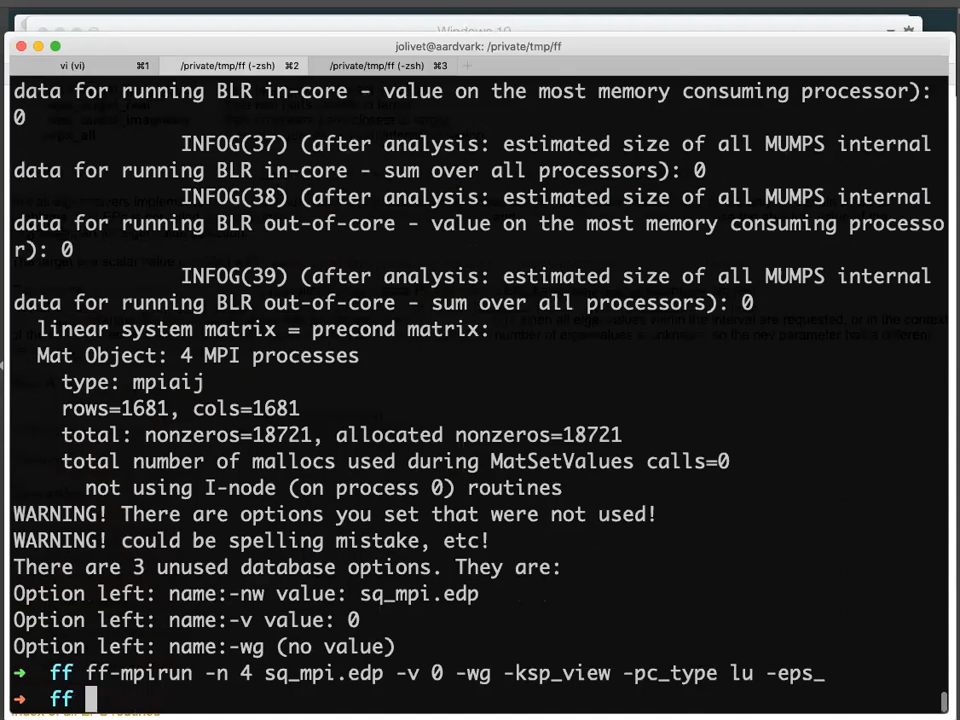 Windows 10
jolivet@aardvark: /private/tmp/ff
vi (vi) ⌘1 /private/tmp/ff (-zsh) ⌘2 /private/tmp/ff (-zsh) ⌘3 +
data for running BLR in-core - value on the most memory consuming processor):
0
INFOG(37) (after analysis: estimated size of all MUMPS internal
data for running BLR in-core - sum over all processors): 0
INFOG(38) (after analysis: estimated size of all MUMPS internal
data for running BLR out-of-core - value on the most memory consuming processo
r): 0
INFOG(39) (after analysis: estimated size of all MUMPS internal
data for running BLR out-of-core - sum over all processors): 0
linear system matrix = precond matrix:
Mat Object: 4 MPI processes
type: mpiaij
rows=1681, cols=1681
total: nonzeros=18721, allocated nonzeros=18721
total number of mallocs used during MatSetValues calls=0
not using I-node (on process 0) routines
WARNING! There are options you set that were not used!
WARNING! could be spelling mistake, etc!
There are 3 unused database options. They are:
Option left: name:-nw value: sq_mpi.edp
Option left: name:-v value: 0
Option left: name:-wg (no value)
➜ ff ff-mpirun -n 4 sq_mpi.edp -v 0 -wg -ksp_view -pc_type lu -eps_
➜ ff